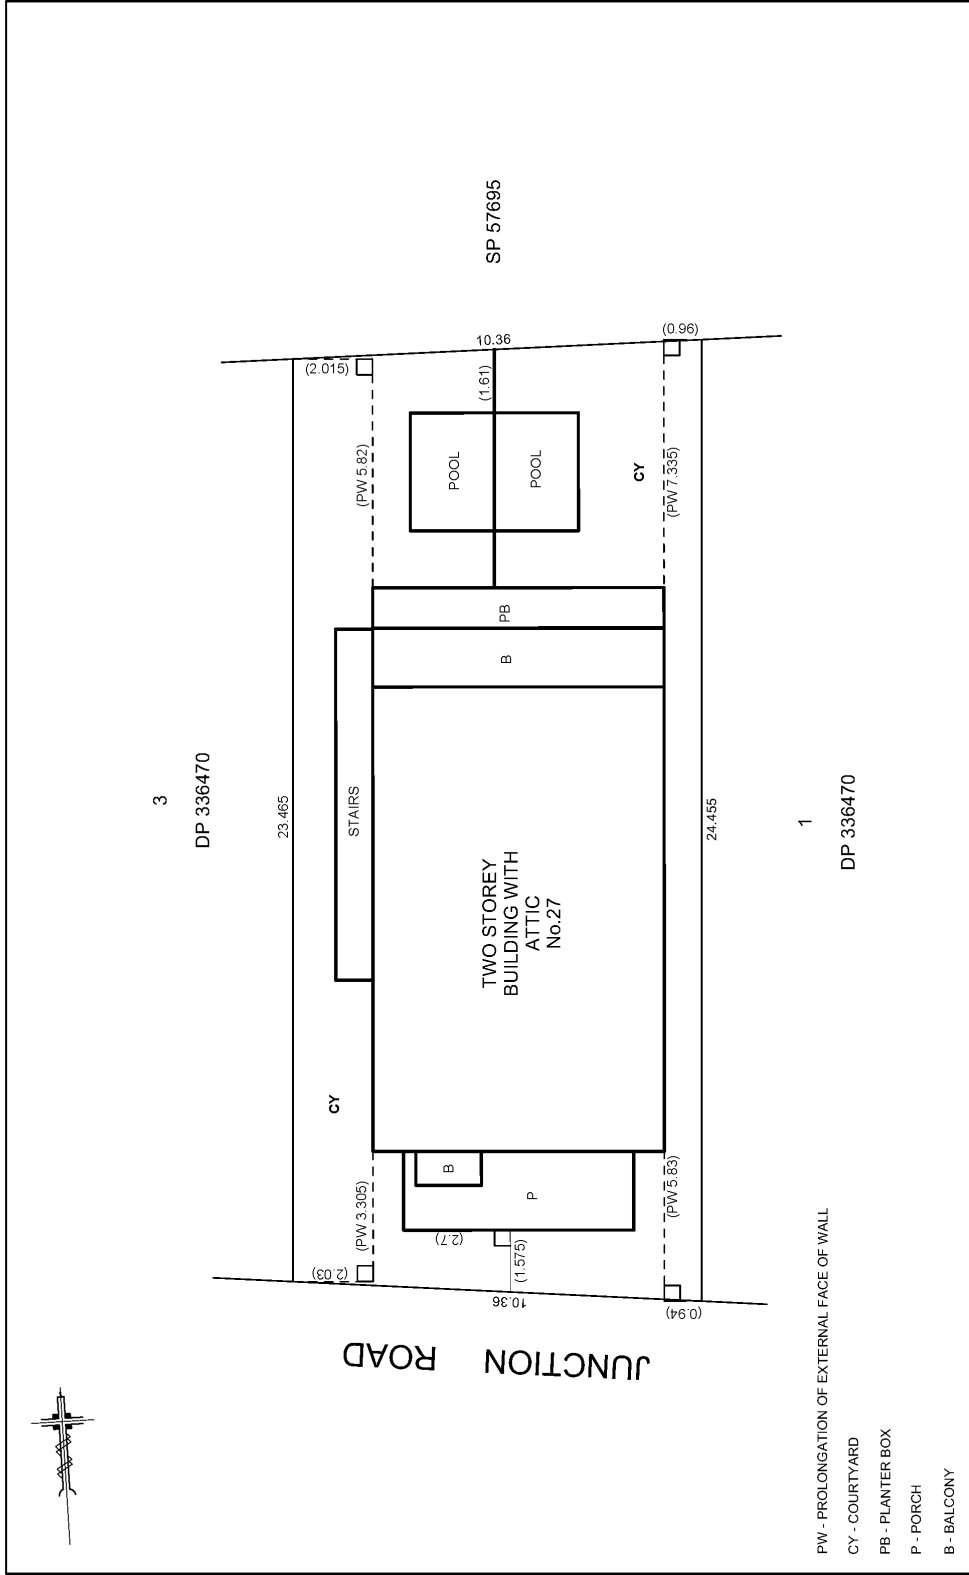 3
DP 336470
23.465
(2.03)
(PW 3.305)
CY
STAIRS
(PW 5.82)
(2.015)
JUNCTION ROAD
10.36
(1.575)
(2.7)
P
B
TWO STOREY
BUILDING WITH
ATTIC
No.27
B
PB
POOL
POOL
(1.61)
10.36
SP 57695
(0.94)
(PW 5.83)
CY
(PW 7.335)
(0.96)
24.455
1
DP 336470
PW - PROLONGATION OF EXTERNAL FACE OF WALL
CY - COURTYARD
PB - PLANTER BOX
P - PORCH
B - BALCONY